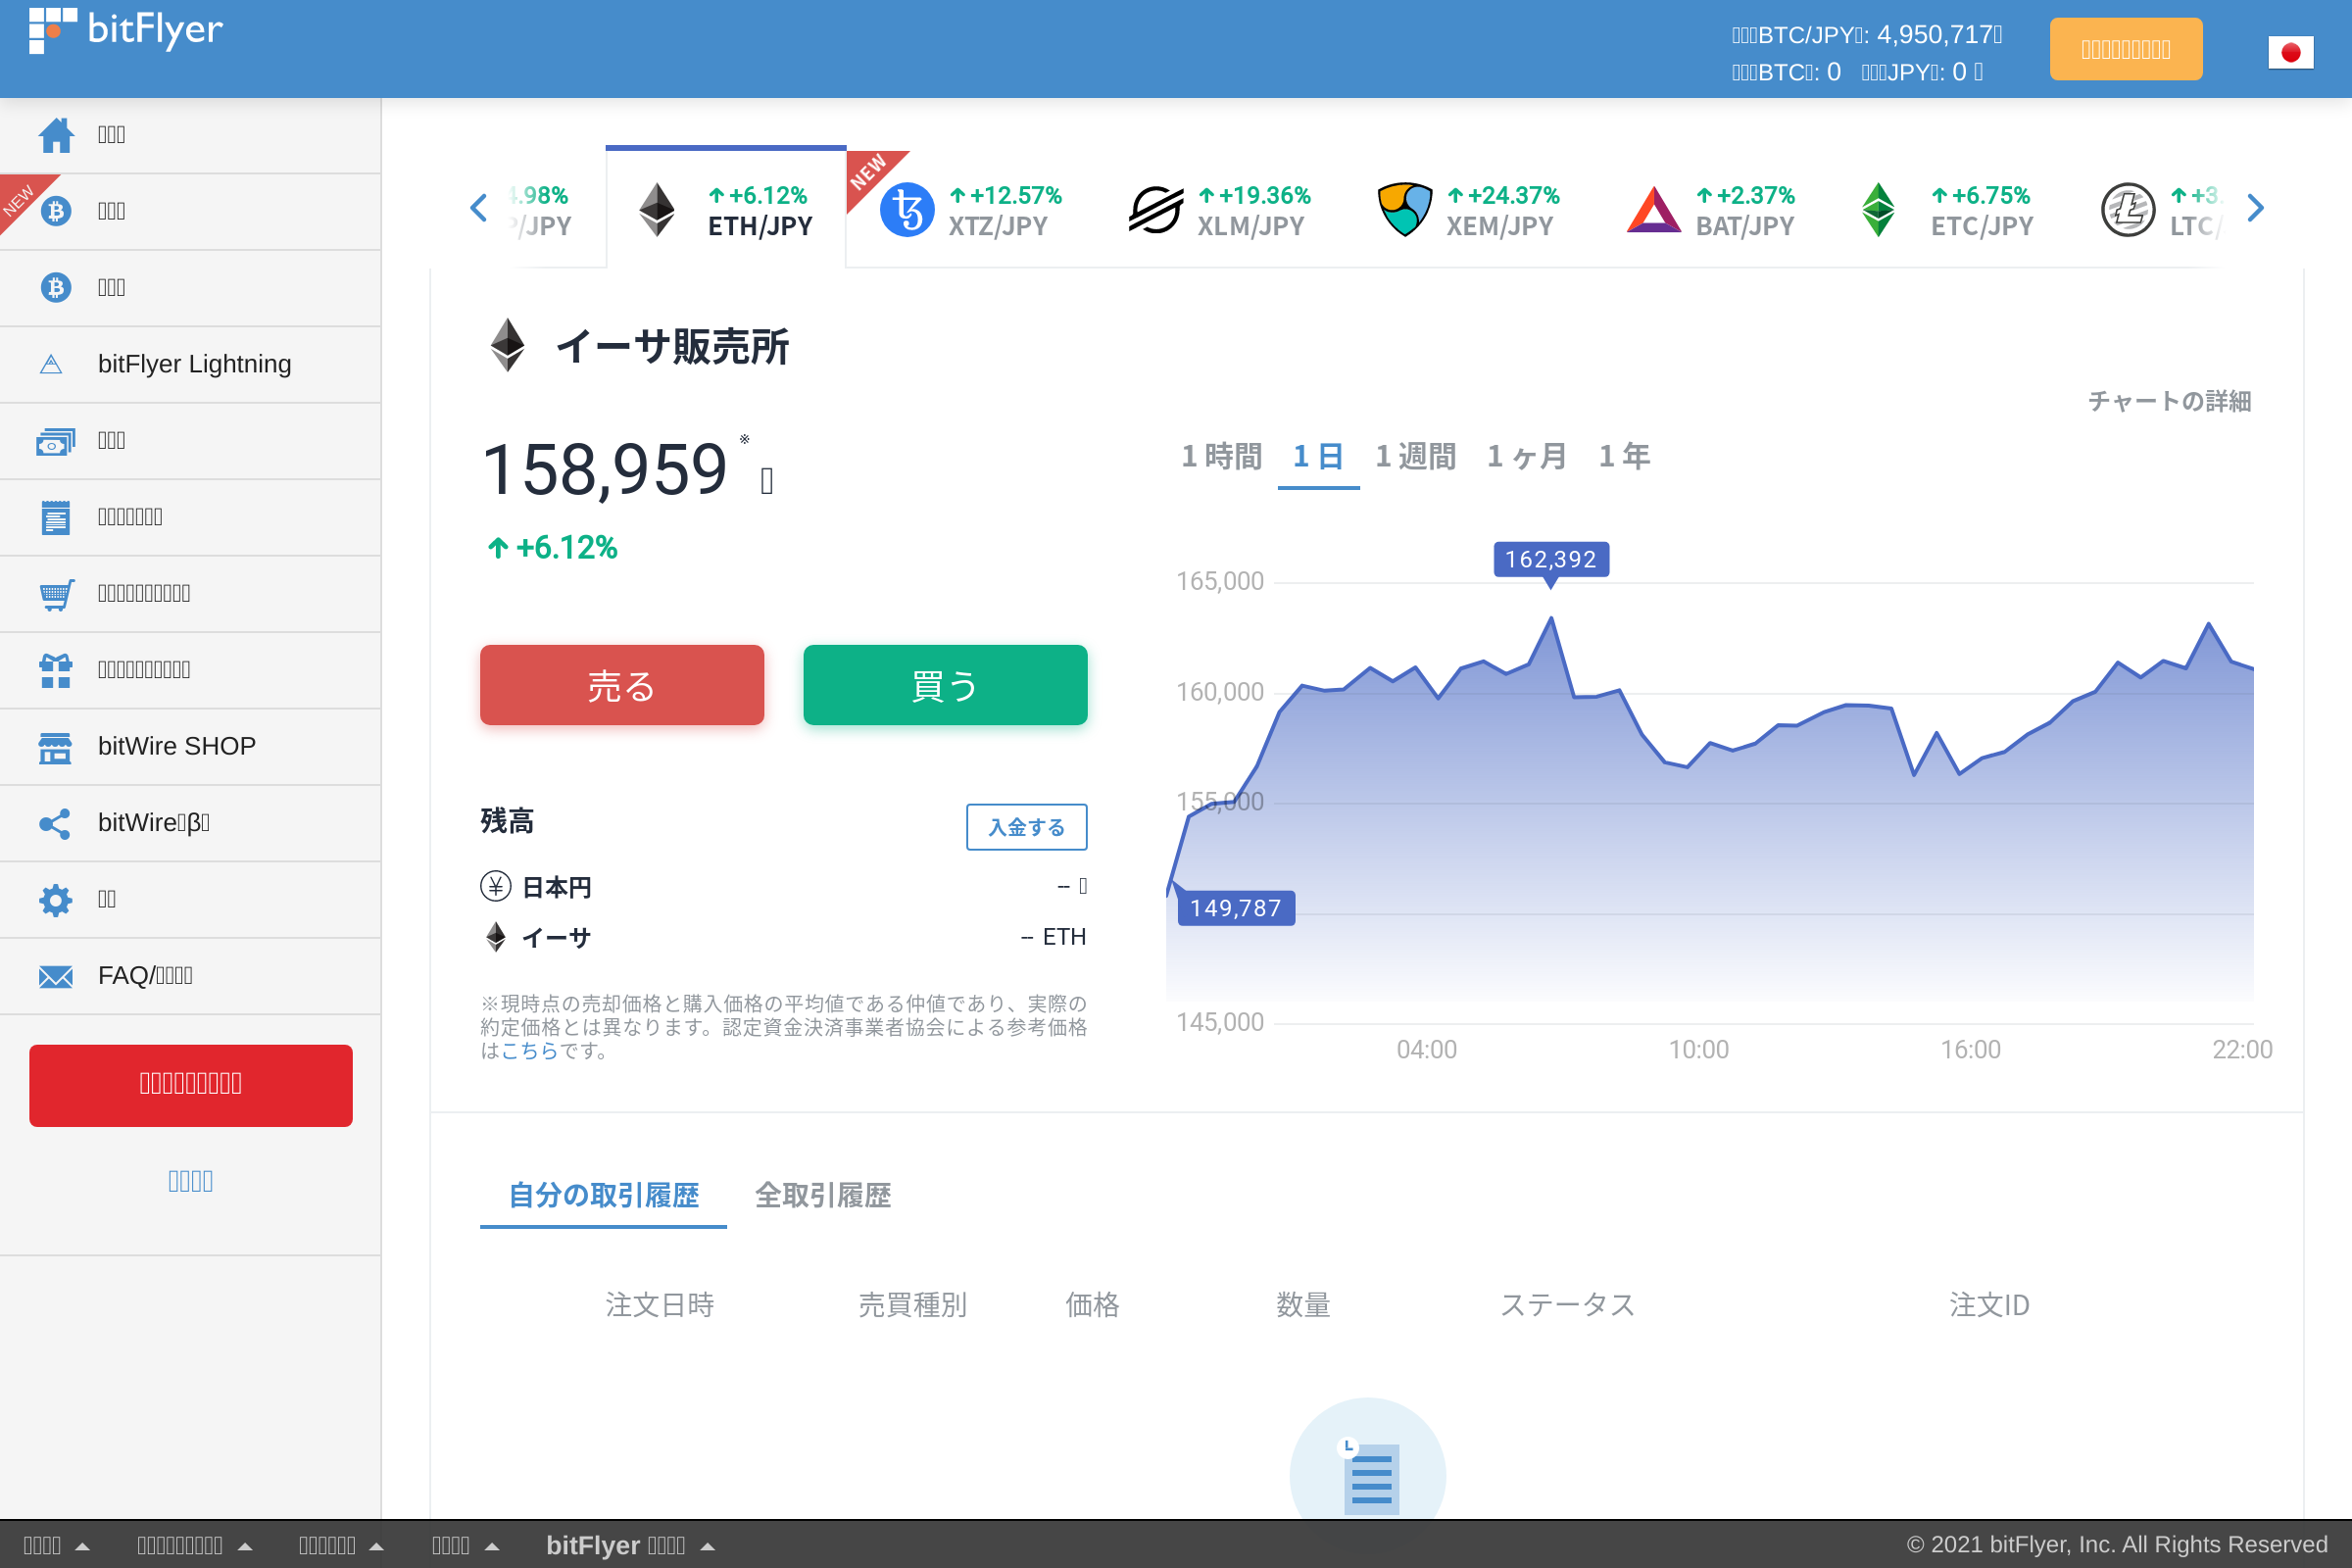 bitFlyer
BTC/JPY: 4,950,717
BTC: 0 JPY: 0
NEW
bitFlyer Lightning
bitWire SHOP
bitWire β
FAQ/
.98%
/JPY
+6.12%
ETH/JPY
NEW
+12.57%
XTZ/JPY
+19.36%
XLM/JPY
+24.37%
XEM/JPY
+2.37%
BAT/JPY
+6.75%
ETC/JPY
+3.
LTC/
イーサ販売所
チャートの詳細
158,959 ※
+6.12%
1 時間 1 日 1 週間 1 ヶ月 1 年
売る 買う
残高 入金する
日本円 --
イーサ -- ETH
※現時点の売却価格と購入価格の平均値である仲値であり、実際の
約定価格とは異なります。認定資金決済事業者協会による参考価格
はこちらです。
162,392
165,000
160,000
155,000
149,787
145,000
04:00 10:00 16:00 22:00
自分の取引履歴 全取引履歴
注文日時 売買種別 価格 数量 ステータス 注文ID
bitFlyer
© 2021 bitFlyer, Inc. All Rights Reserved